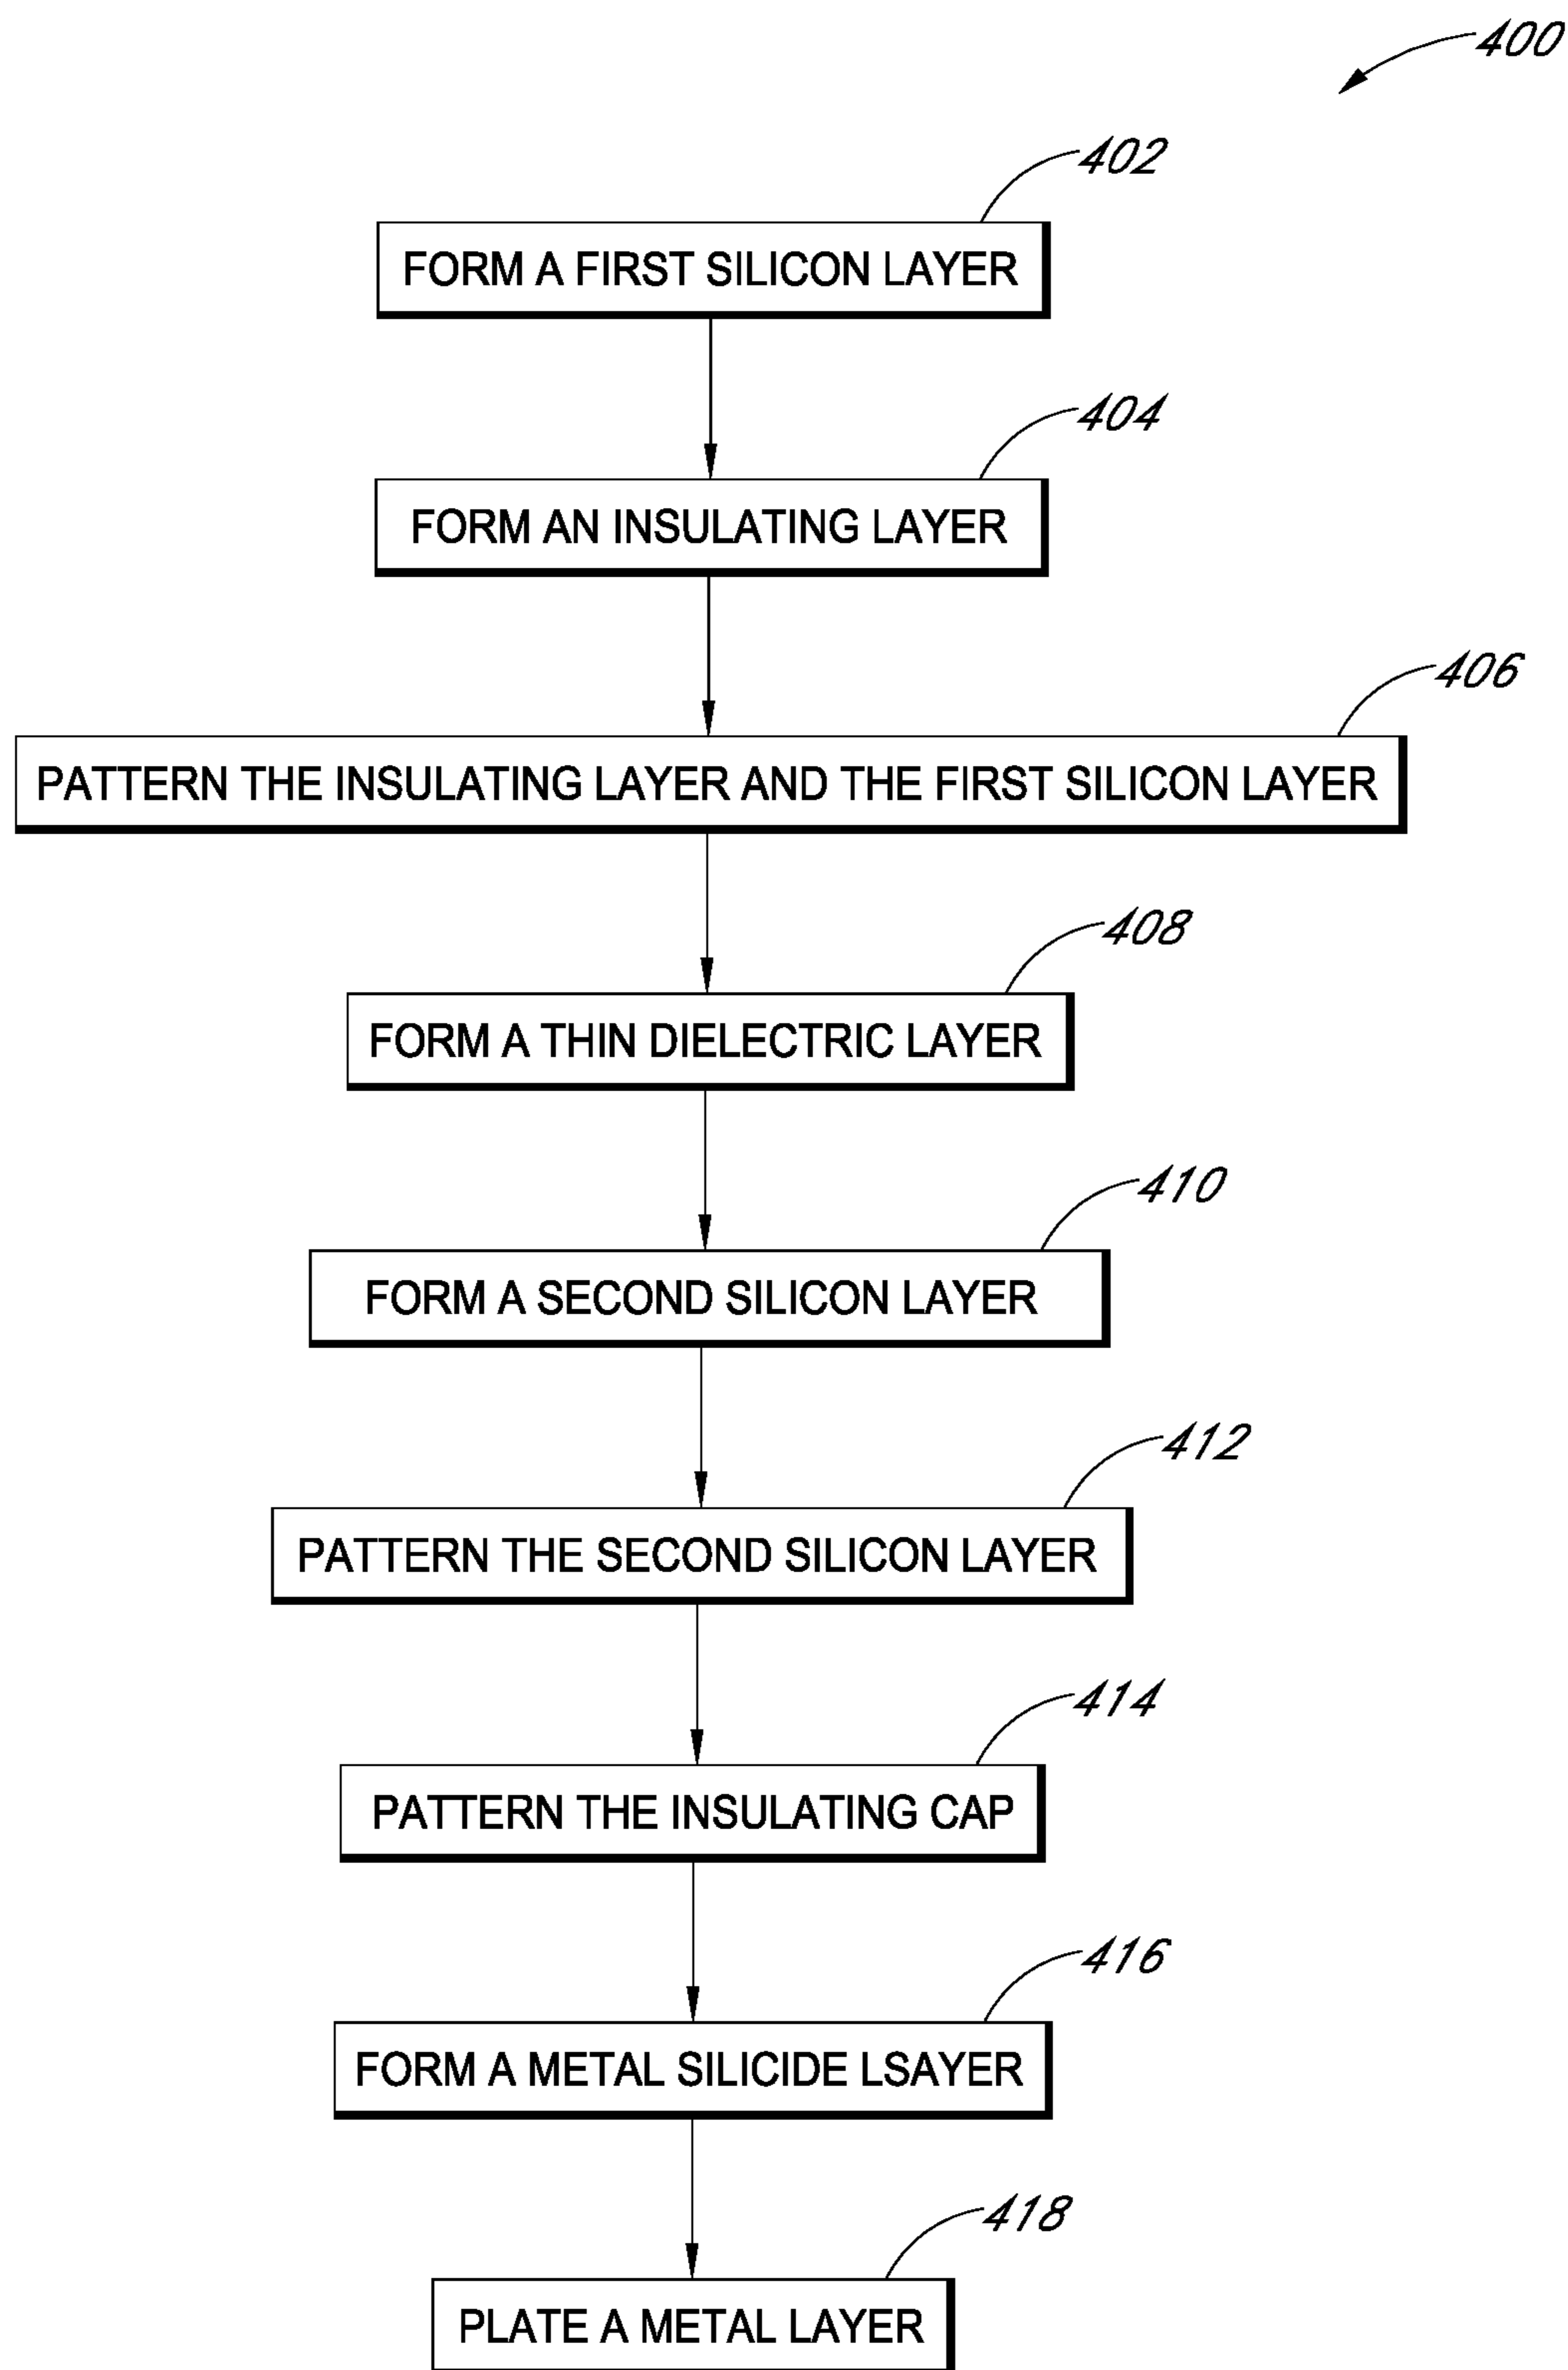 400
402
FORM A FIRST SILICON LAYER
404
FORM AN INSULATING LAYER
406
PATTERN THE INSULATING LAYER AND THE FIRST SILICON LAYER
408
FORM A THIN DIELECTRIC LAYER
410
FORM A SECOND SILICON LAYER
412
PATTERN THE SECOND SILICON LAYER
414
PATTERN THE INSULATING CAP
416
FORM A METAL SILICIDE LSAYER
418
PLATE A METAL LAYER